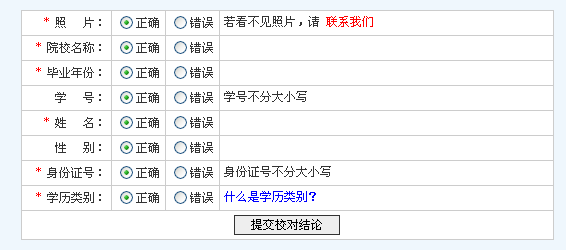 * 照 片： 正确 错误 若看不见照片，请 联系我们
* 院校名称： 正确 错误
* 毕业年份： 正确 错误
学 号： 正确 错误 学号不分大小写
* 姓 名： 正确 错误
性 别： 正确 错误
* 身份证号： 正确 错误 身份证号不分大小写
* 学历类别： 正确 错误 什么是学历类别?
提交校对结论